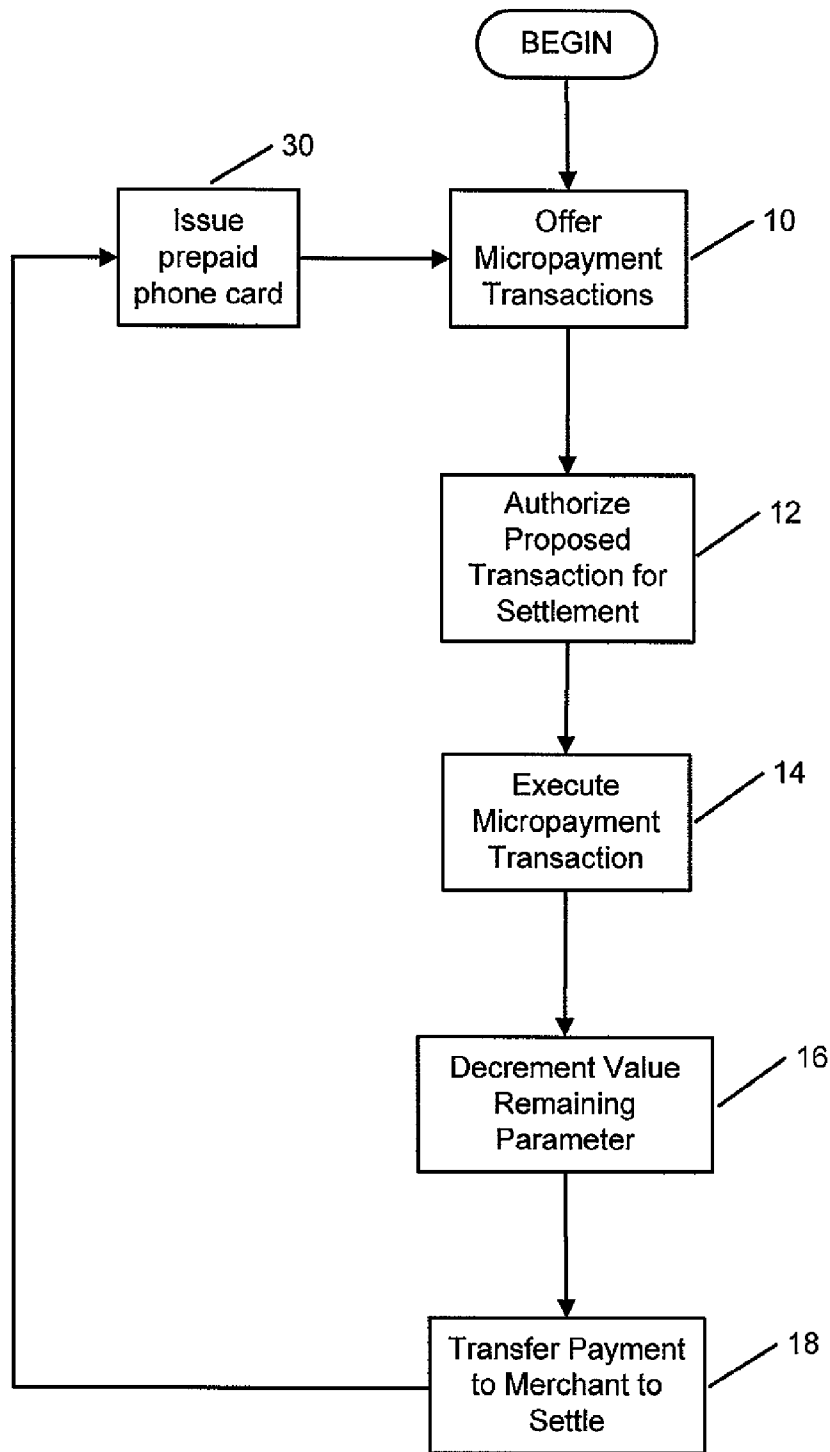 BEGIN
30
Issue
prepaid
phone card
Offer
Micropayment
Transactions
10
Authorize
Proposed
Transaction for
Settlement
12
Execute
Micropayment
Transaction
14
Decrement Value
Remaining
Parameter
16
Transfer Payment
to Merchant to
Settle
18